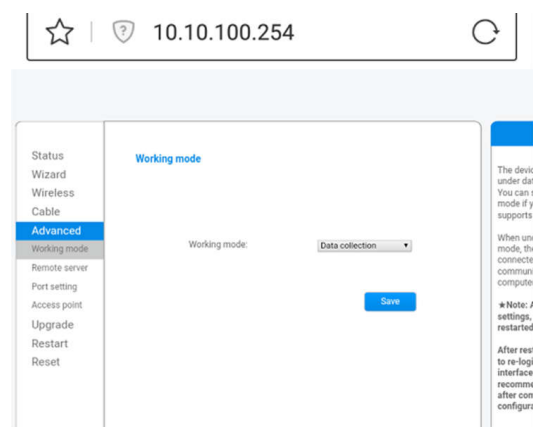 10.10.100.254
Status
Wizard
Wireless
Cable
Advanced
Working mode
Remote server
Port setting
Access point
Upgrade
Restart
Reset
Working mode
Working mode:
Data collection
Save
The devic
under dat
You can s
mode if y
supports
When und
mode, the
connecte
commun
compute
★Note: A
settings,
restarted
After rest
to re-logi
interface
recomme
after con
configura